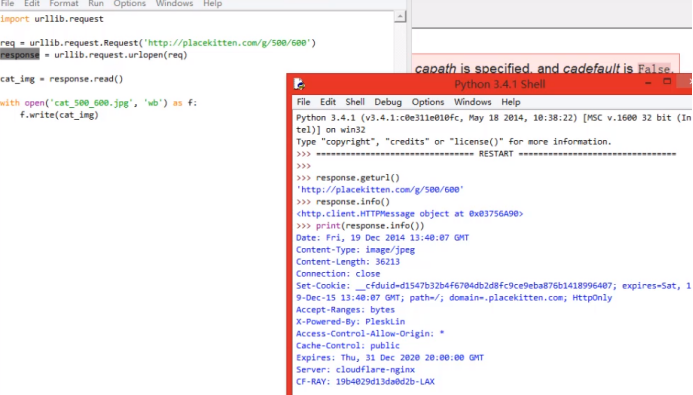 File Edit Format Run Options Windows Help
import urllib.request
req = urllib.request.Request('http://placekitten.com/g/500/600')
response = urllib.request.urlopen(req)
cat_img = response.read()
with open('cat_500_600.jpg', 'wb') as f:
    f.write(cat_img)
capath is specified, and cadefault is False,
Python 3.4.1 Shell
File Edit Shell Debug Options Windows Help
Python 3.4.1 (v3.4.1:c0e311e010fc, May 18 2014, 10:38:22) [MSC v.1600 32 bit (In
tel)] on win32
Type "copyright", "credits" or "license()" for more information.
>>> ================================ RESTART ================================
>>>
>>> response.geturl()
'http://placekitten.com/g/500/600'
>>> response.info()
<http.client.HTTPMessage object at 0x03756A90>
>>> print(response.info())
Date: Fri, 19 Dec 2014 13:40:07 GMT
Content-Type: image/jpeg
Content-Length: 36213
Connection: close
Set-Cookie: __cfduid=d1547b32b4f6704db2d8fc9ce9eba876b1418996407; expires=Sat, 1
9-Dec-15 13:40:07 GMT; path=/; domain=.placekitten.com; HttpOnly
Accept-Ranges: bytes
X-Powered-By: PleskLin
Access-Control-Allow-Origin: *
Cache-Control: public
Expires: Thu, 31 Dec 2020 20:00:00 GMT
Server: cloudflare-nginx
CF-RAY: 19b4029d13da0d2b-LAX